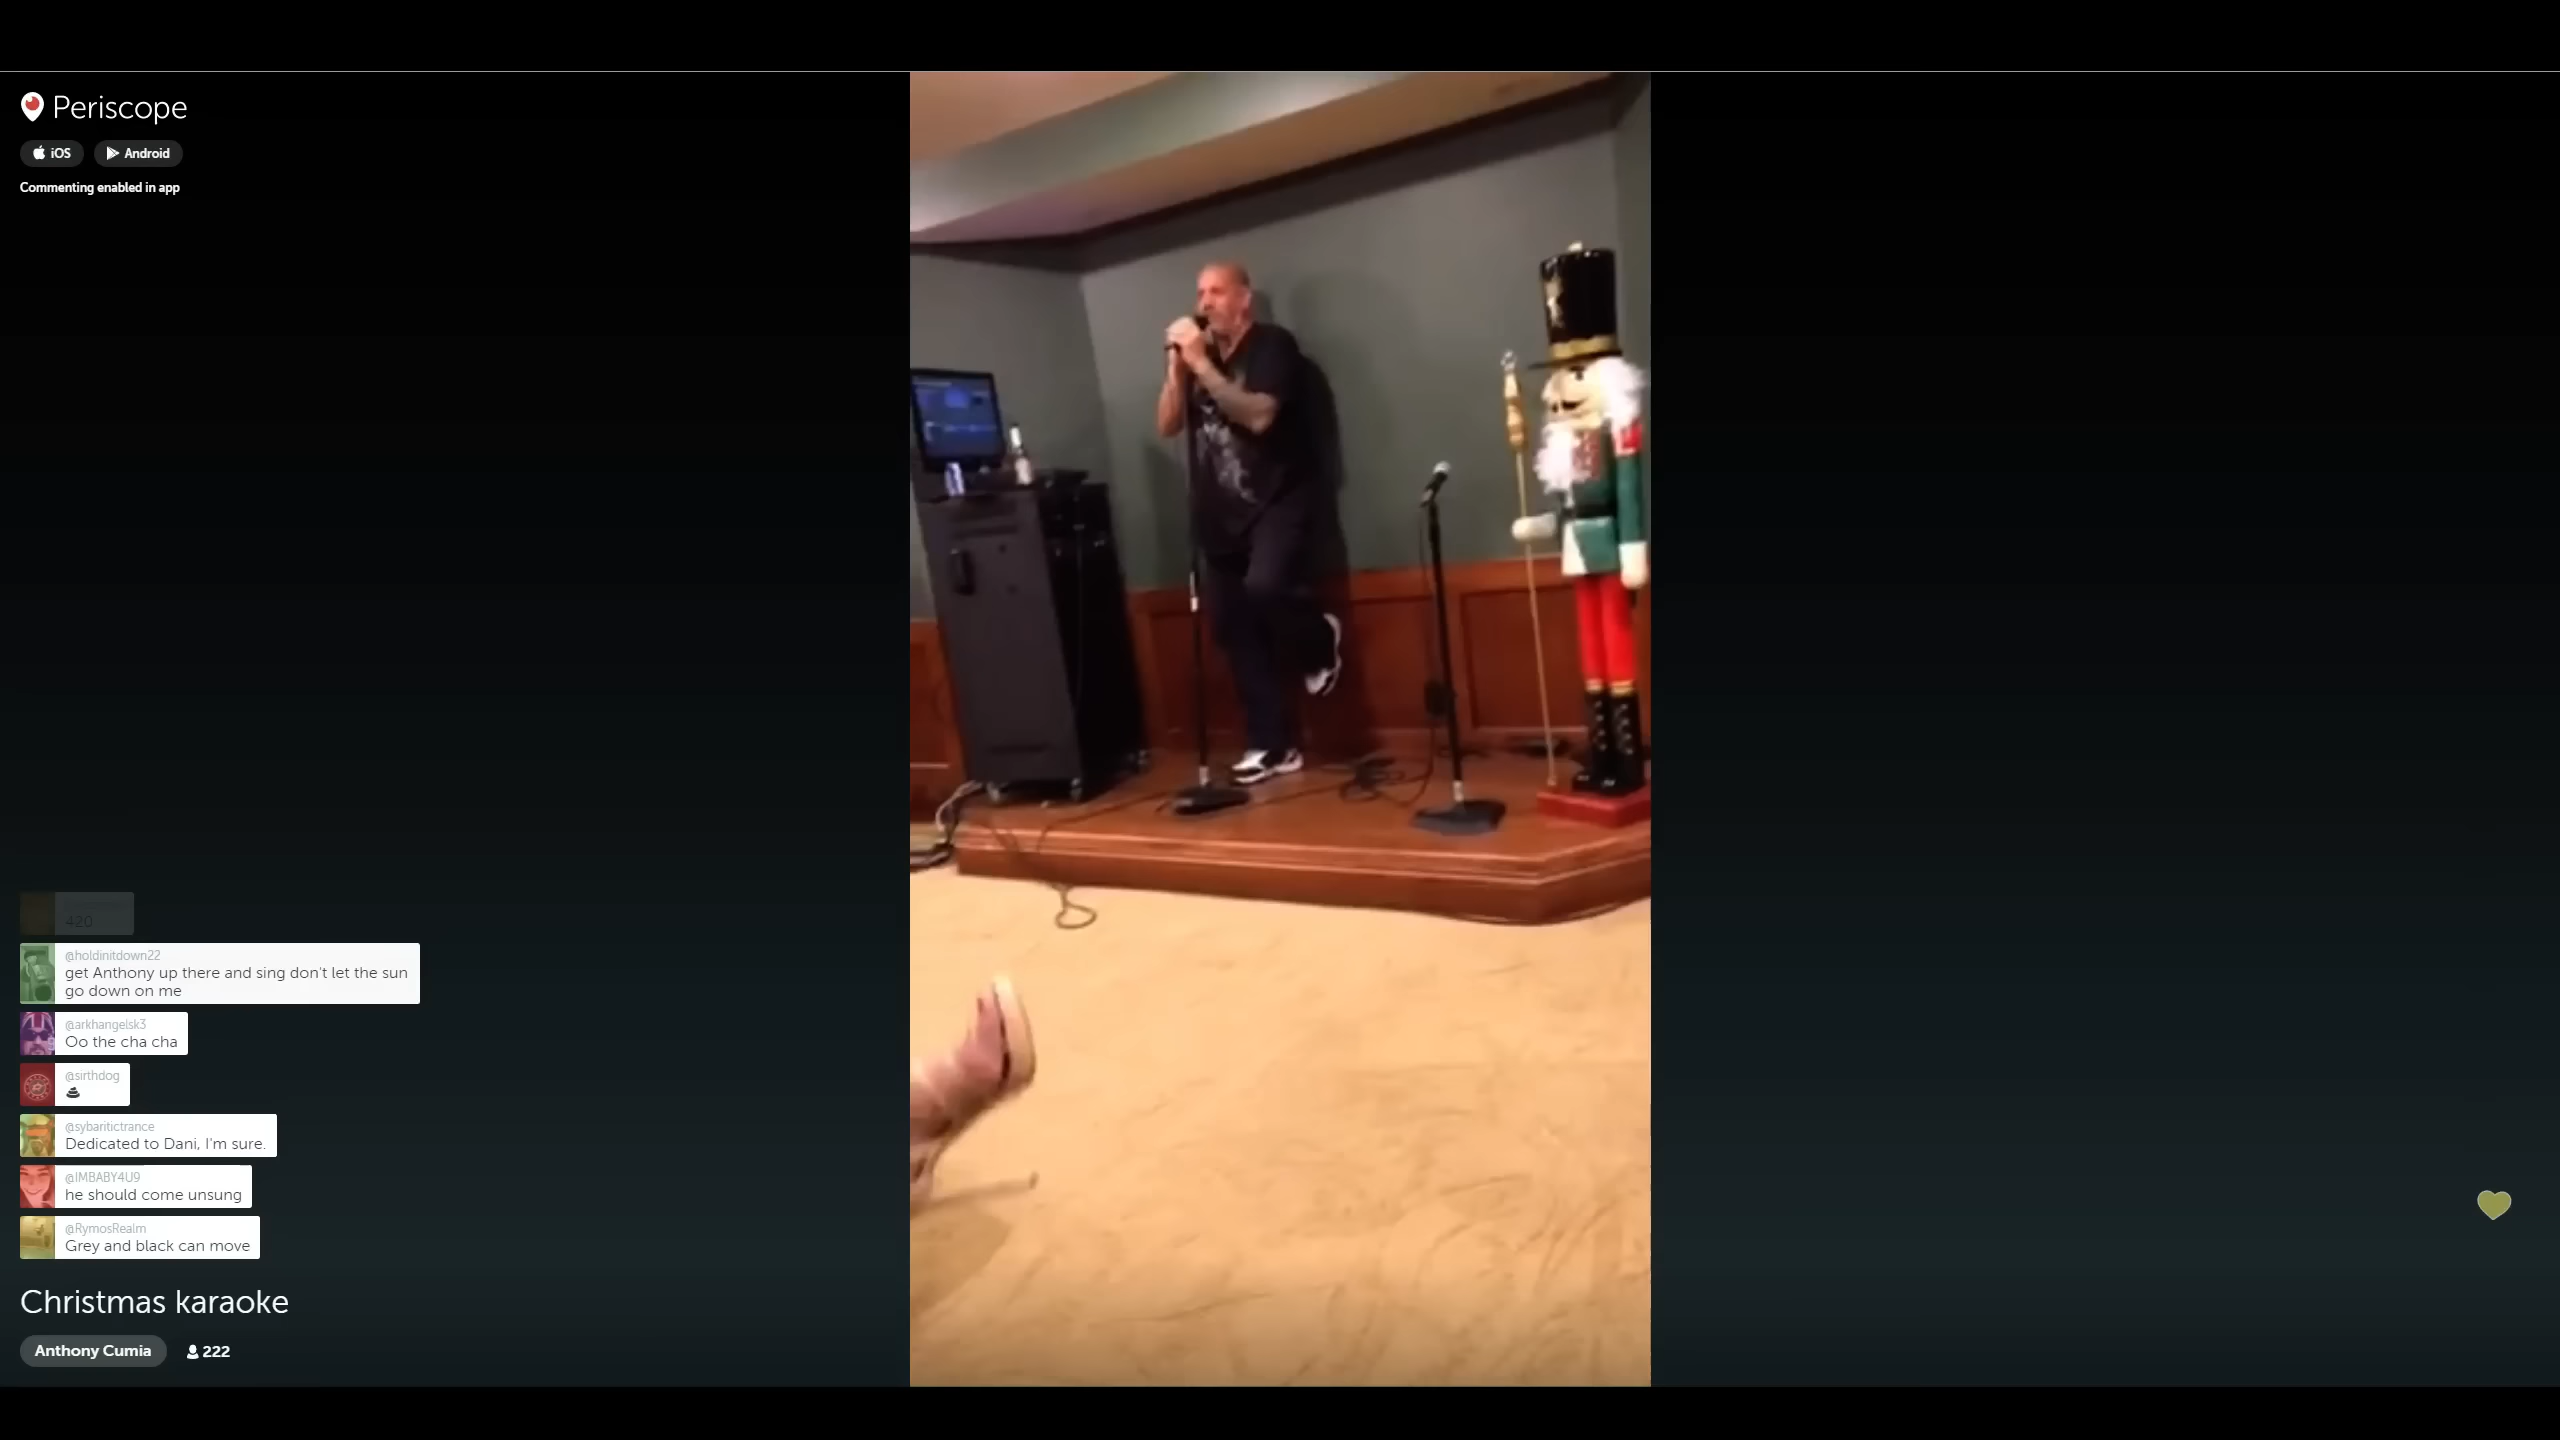 Periscope
iOS
Android
Commenting enabled in app
420
@holdinitdown22
get Anthony up there and sing don't let the sun
go down on me
@arkhangelsk3
Oo the cha cha
@sirthdog
💩
@sybaritictrance
Dedicated to Dani, I'm sure.
@IMBABY4U9
he should come unsung
@RymosRealm
Grey and black can move
Christmas karaoke
Anthony Cumia
222